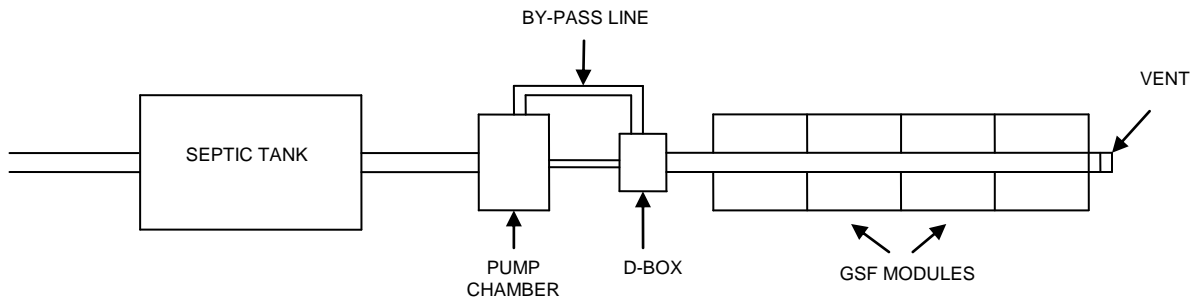 BY-PASS LINE
VENT
SEPTIC TANK
PUMP
CHAMBER
D-BOX
GSF MODULES